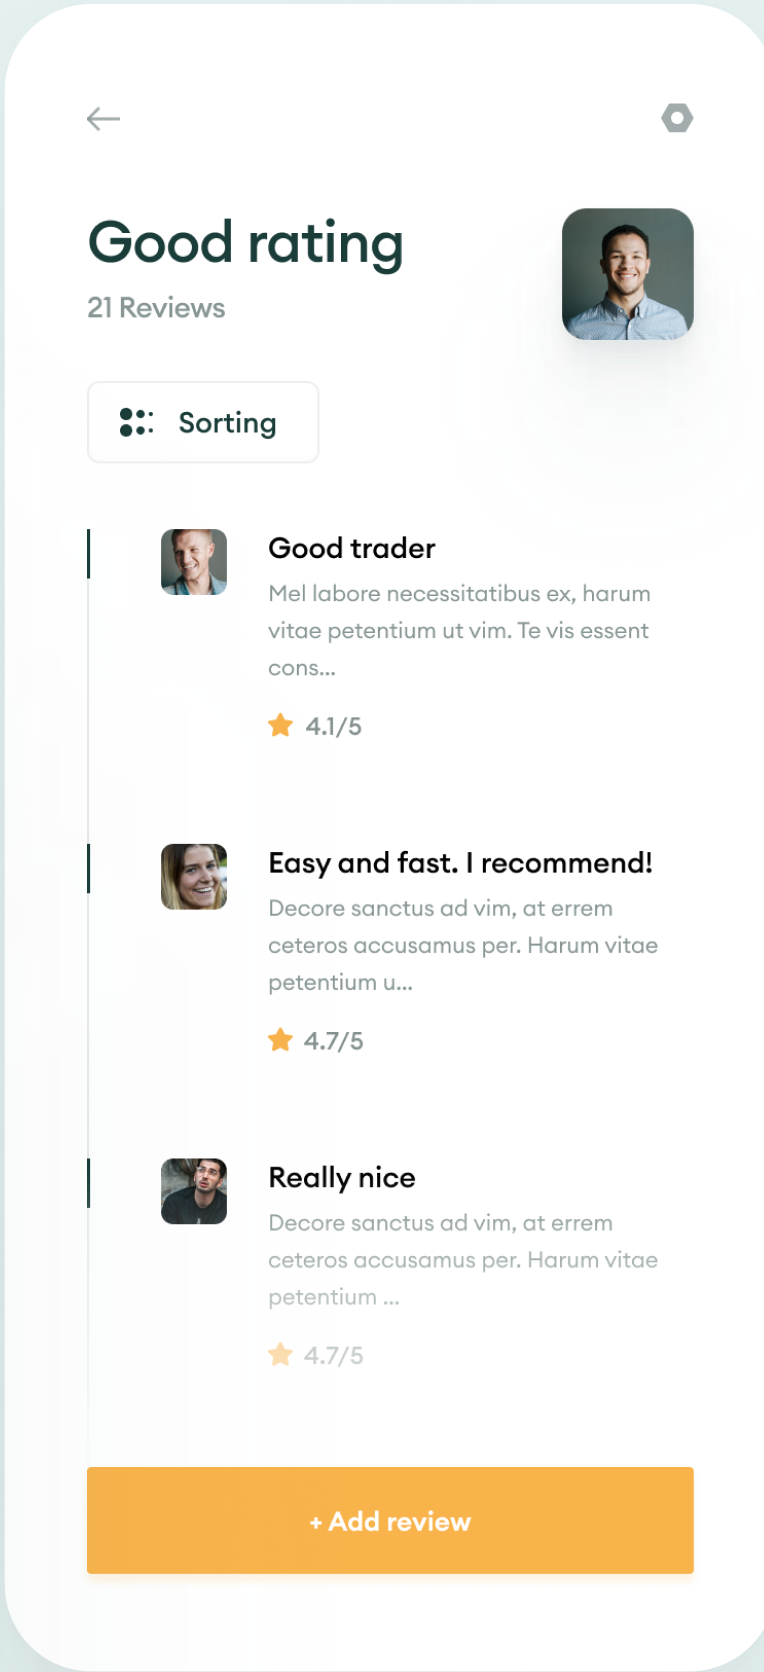 Good rating
21 Reviews
Sorting
Good trader
Mel labore necessitatibus ex, harum
vitae petentium ut vim. Te vis essent
cons...
4.1/5
Easy and fast. I recommend!
Decore sanctus ad vim, at errem
ceteros accusamus per. Harum vitae
petentium u...
4.7/5
Really nice
Decore sanctus ad vim, at errem
ceteros accusamus per. Harum vitae
petentium ...
4.7/5
+ Add review